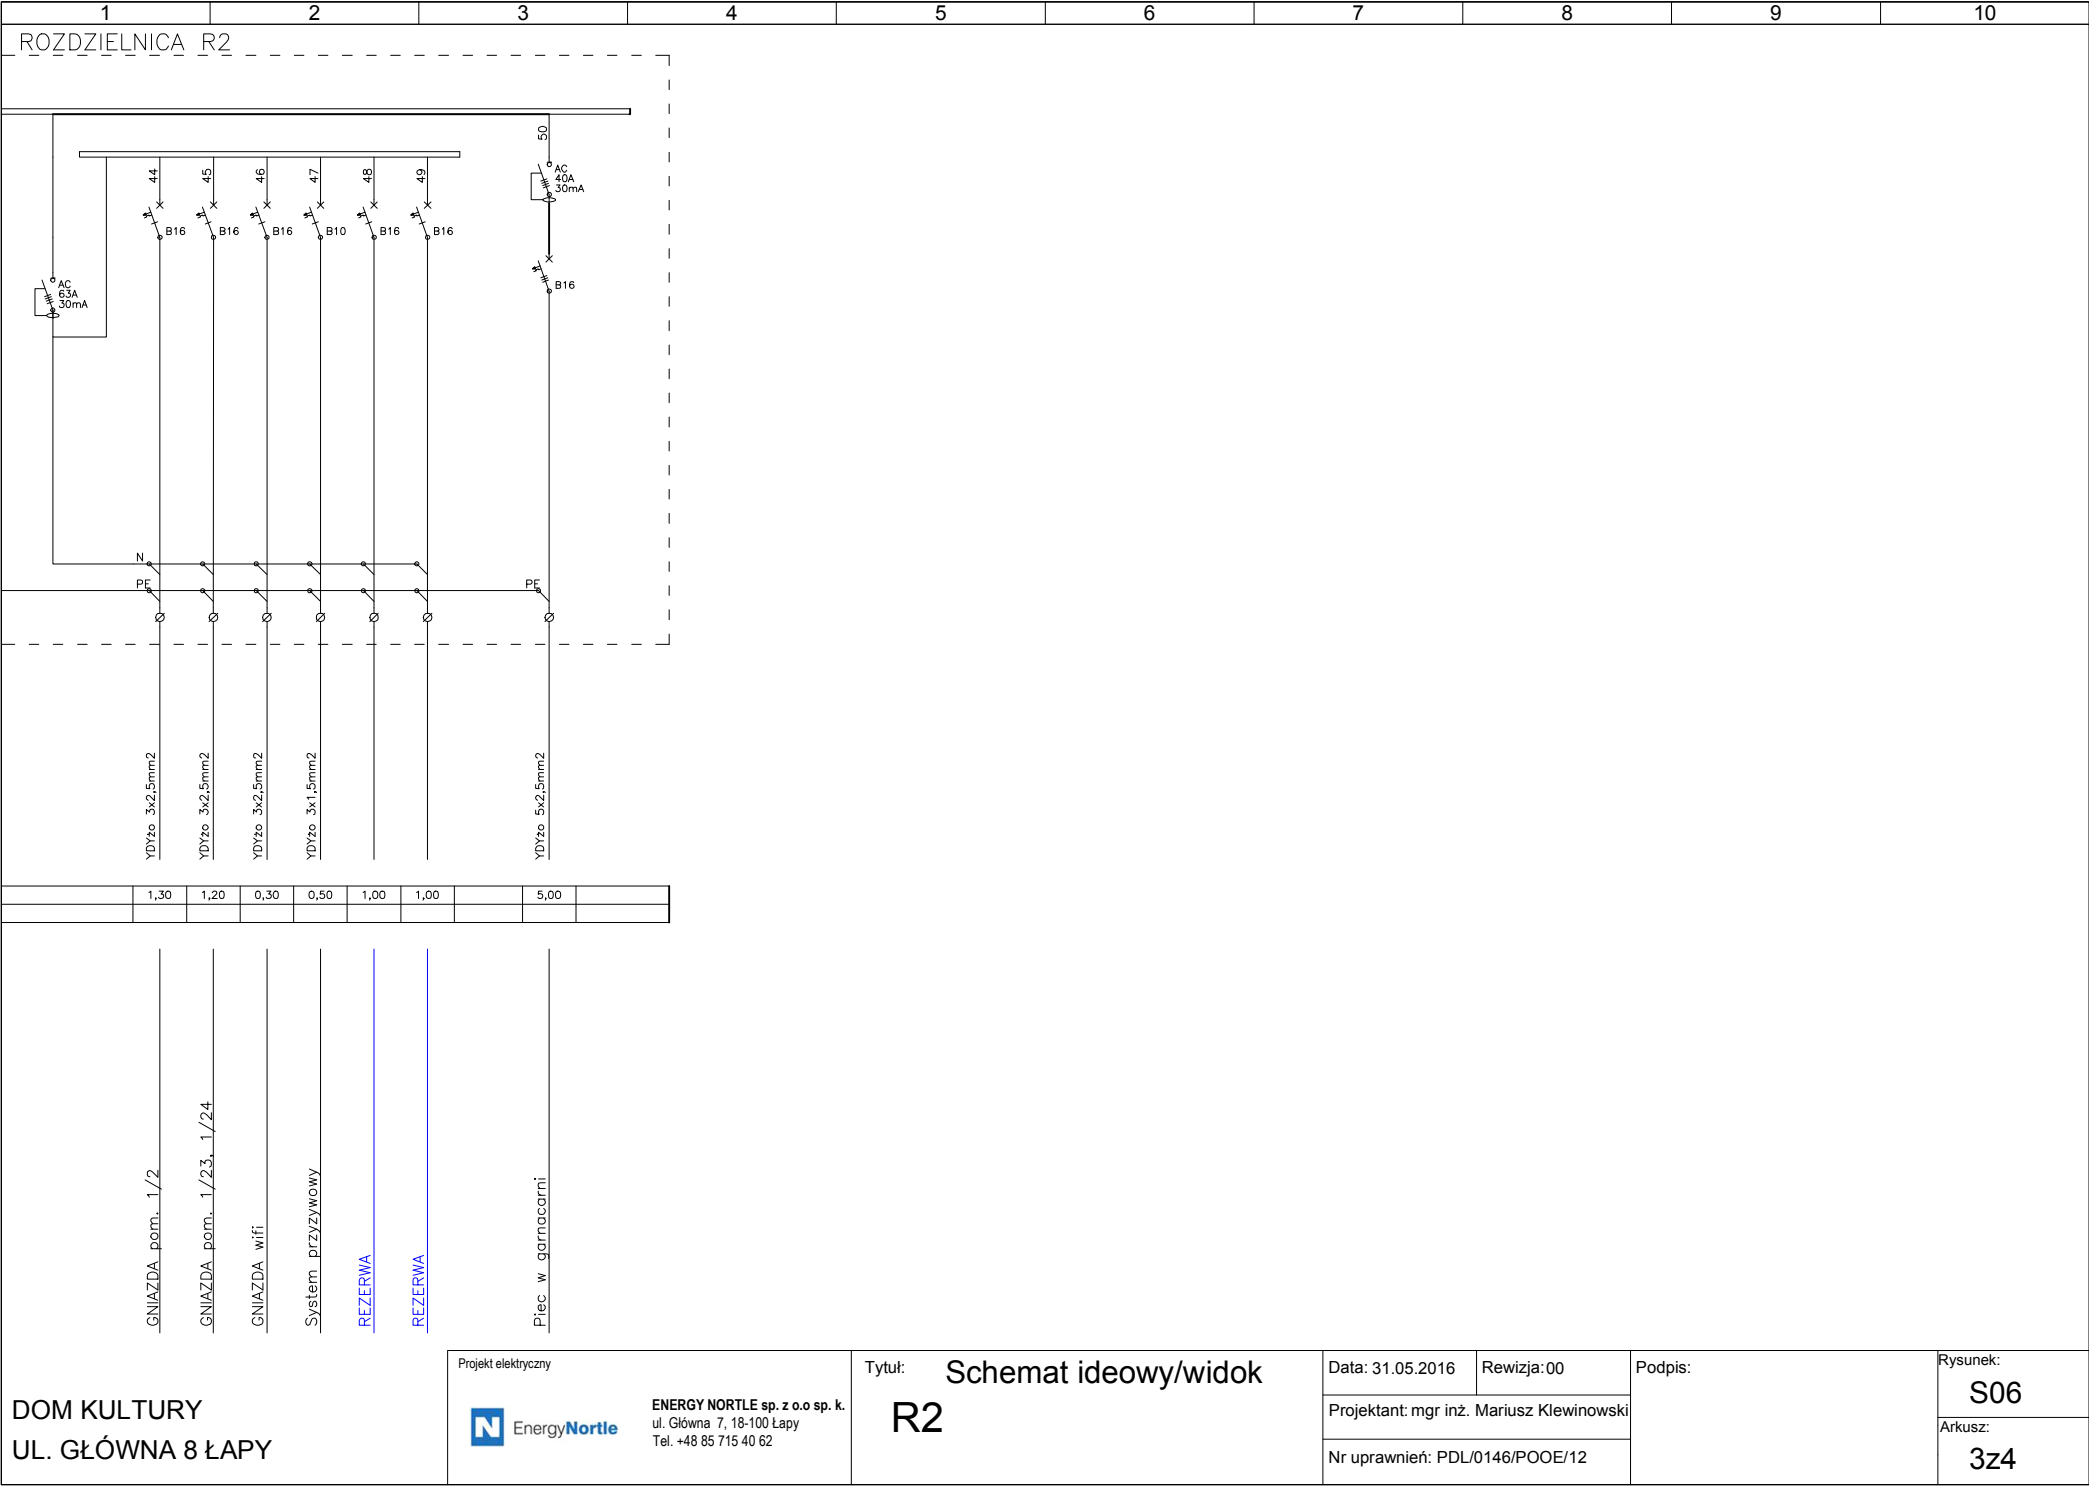 1 2 3 4 5 6 7 8 9 10
ROZDZIELNICA R2
50
AC
40A
30mA
44 45 46 47 48 49
B16 B16 B16 B10 B16 B16
B16
AC
63A
30mA
N
PE PE
YDYżo 3x2,5mm2
YDYżo 3x2,5mm2
YDYżo 3x2,5mm2
YDYżo 3x1,5mm2
YDYżo 5x2,5mm2
1,30 1,20 0,30 0,50 1,00 1,00 5,00
GNIAZDA pom. 1/2
GNIAZDA pom. 1/23, 1/24
GNIAZDA wifi
System przyzywowy
REZERWA
REZERWA
Piec w garncacarni
DOM KULTURY
UL. GŁÓWNA 8 ŁAPY
Projekt elektryczny
N EnergyNortle
ENERGY NORTLE sp. z o.o sp. k.
ul. Główna 7, 18-100 Łapy
Tel. +48 85 715 40 62
Tytuł: Schemat ideowy/widok
R2
Data: 31.05.2016 Rewizja: 00
Projektant: mgr inż. Mariusz Klewinowski
Nr uprawnień: PDL/0146/POOE/12
Podpis:
Rysunek:
S06
Arkusz:
3z4